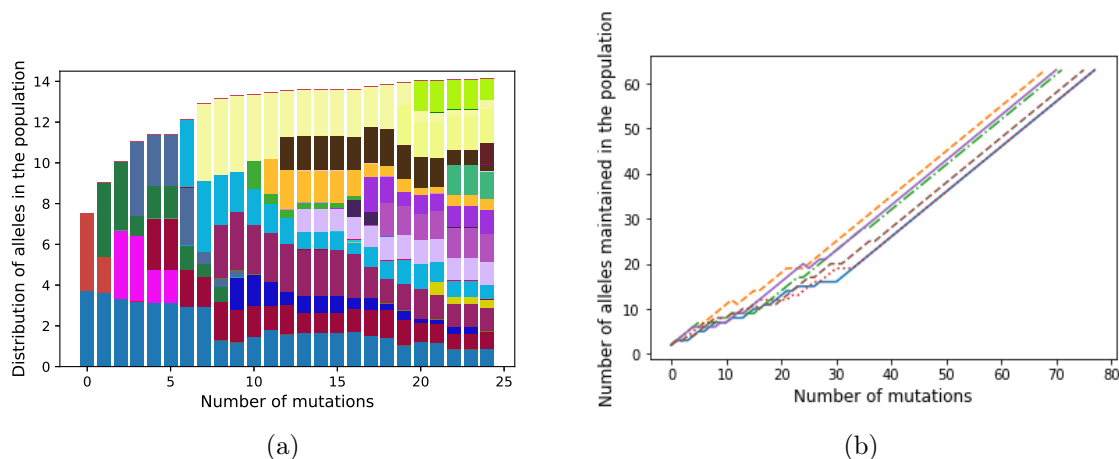 Distribution of alleles in the population
14
12
10
8
6
4
2
0
0 5 10 15 20 25
Number of mutations
(a)
Number of alleles maintained in the population
60
50
40
30
20
10
0
0 10 20 30 40 50 60 70 80
Number of mutations
(b)